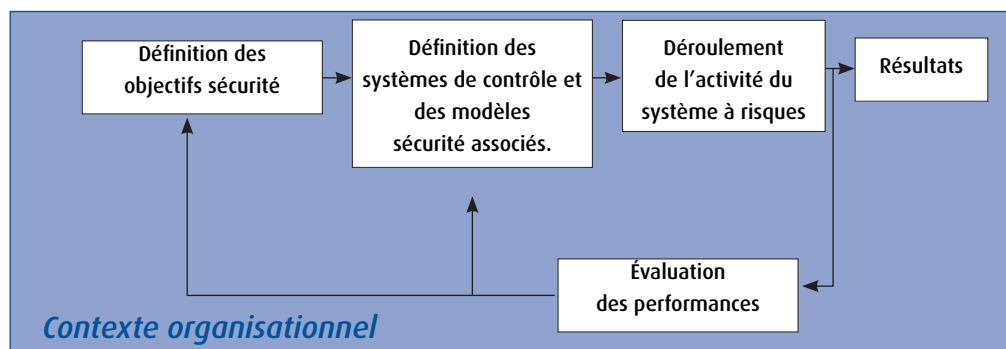 Définition des
objectifs sécurité
Définition des
systèmes de contrôle et
des modèles
sécurité associés.
Déroulement
de l'activité du
système à risques
Résultats
Évaluation
des performances
Contexte organisationnel